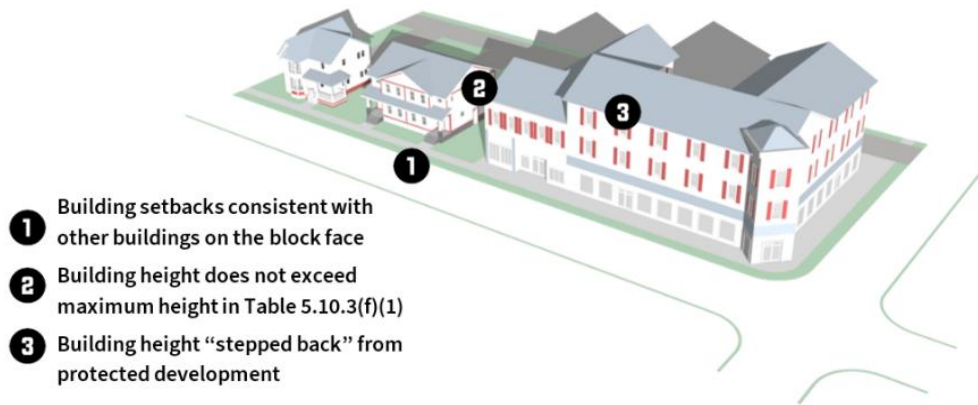 2
3
1
1 Building setbacks consistent with
other buildings on the block face
2 Building height does not exceed
maximum height in Table 5.10.3(f)(1)
3 Building height “stepped back” from
protected development